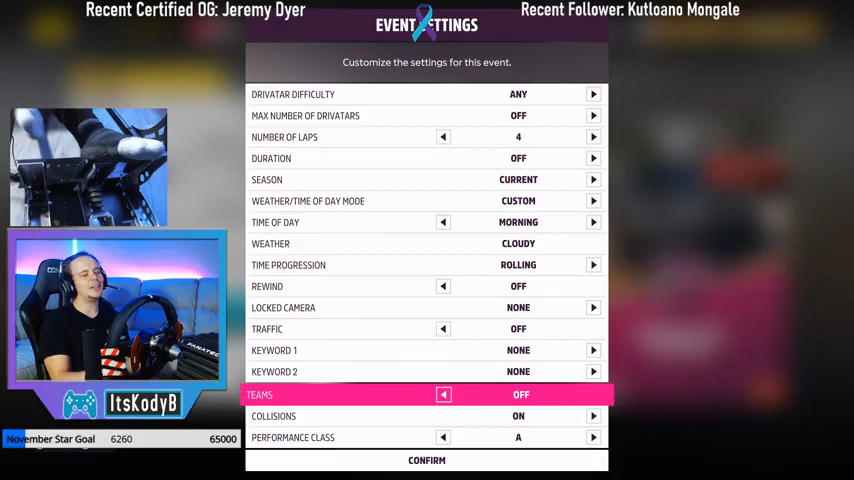 Recent Certified OG: Jeremy Dyer
Recent Follower: Kutloano Mongale
Customize the settings for this event.
DRIVATAR DIFFICULTY ANY
MAX NUMBER OF DRIVATARS OFF
NUMBER OF LAPS 4
DURATION OFF
SEASON CURRENT
WEATHER/TIME OF DAY MODE CUSTOM
TIME OF DAY MORNING
WEATHER CLOUDY
TIME PROGRESSION ROLLING
REWIND OFF
LOCKED CAMERA NONE
TRAFFIC OFF
KEYWORD 1 NONE
KEYWORD 2 NONE
TEAMS OFF
COLLISIONS ON
PERFORMANCE CLASS A
CONFIRM
FANATEC
ItsKodyB
November Star Goal 6260 65000